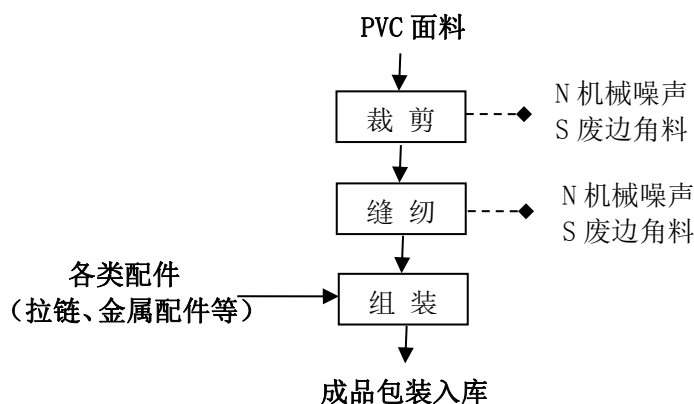 PVC 面料
裁 剪
N 机械噪声
S 废边角料
缝 纫
N 机械噪声
S 废边角料
各类配件
（拉链、金属配件等）
组 装
成品包装入库